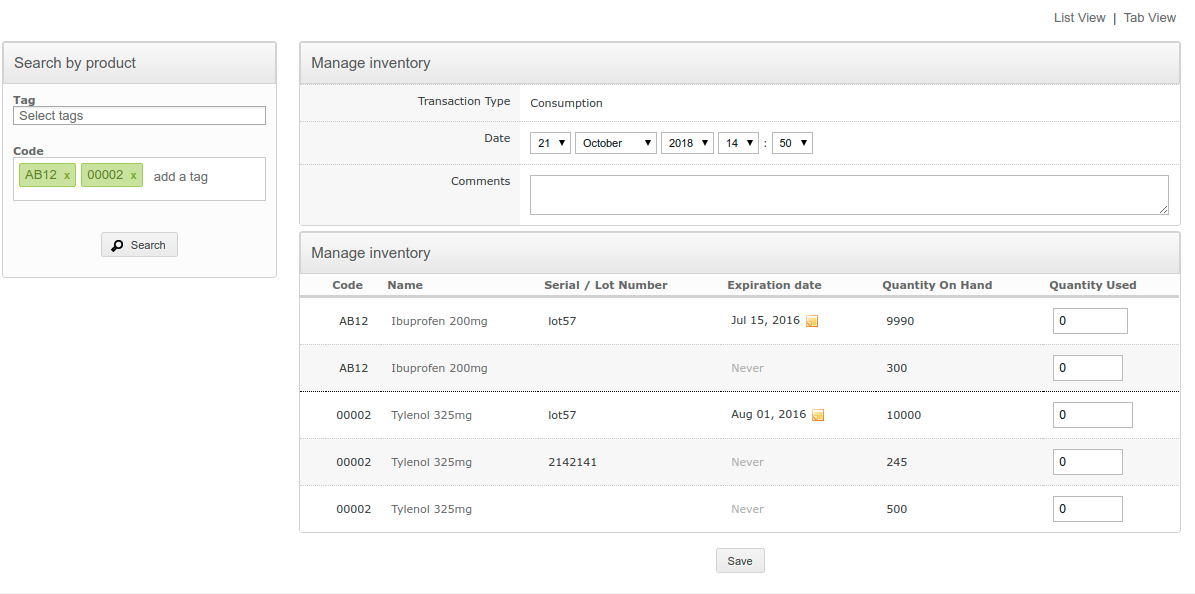 List View | Tab View
Search by product
Tag
Select tags
Code
AB12 x 00002 x add a tag
Search
Manage inventory
Transaction Type Consumption
Date 21 October 2018 14 : 50
Comments
Manage inventory
Code Name Serial / Lot Number Expiration date Quantity On Hand Quantity Used
AB12 Ibuprofen 200mg lot57 Jul 15, 2016 9990 0
AB12 Ibuprofen 200mg Never 300 0
00002 Tylenol 325mg lot57 Aug 01, 2016 10000 0
00002 Tylenol 325mg 2142141 Never 245 0
00002 Tylenol 325mg Never 500 0
Save